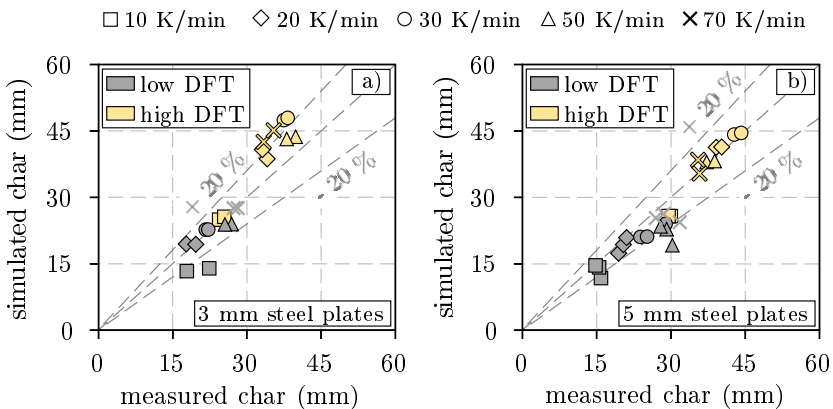 10 K/min 20 K/min 30 K/min 50 K/min 70 K/min
simulated char (mm)
60
45
30
15
0
low DFT
high DFT
a)
20 %
- 20 %
3 mm steel plates
0 15 30 45 60
measured char (mm)
simulated char (mm)
60
45
30
15
0
low DFT
high DFT
b)
20 %
- 20 %
5 mm steel plates
0 15 30 45 60
measured char (mm)